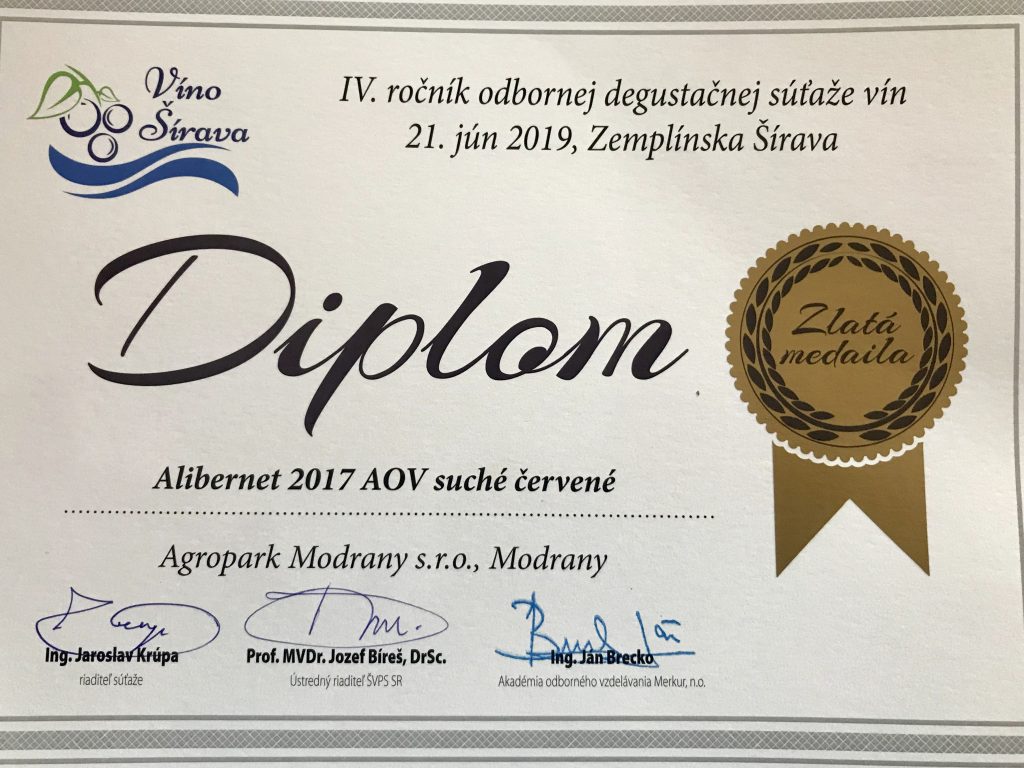 Víno
Šírava
IV. ročník odbornej degustačnej súťaže vín
21. jún 2019, Zemplínska Šírava
Diplom
Zlatá
medaila
Alibernet 2017 AOV suché červené
Agropark Modrany s.r.o., Modrany
Ing. Jaroslav Krúpa
riaditeľ súťaže
Prof. MVDr. Jozef Bíreš, DrSc.
Ústredný riaditeľ ŠVPS SR
Ing. Ján Brecko
Akadémia odborného vzdelávania Merkur, n.o.